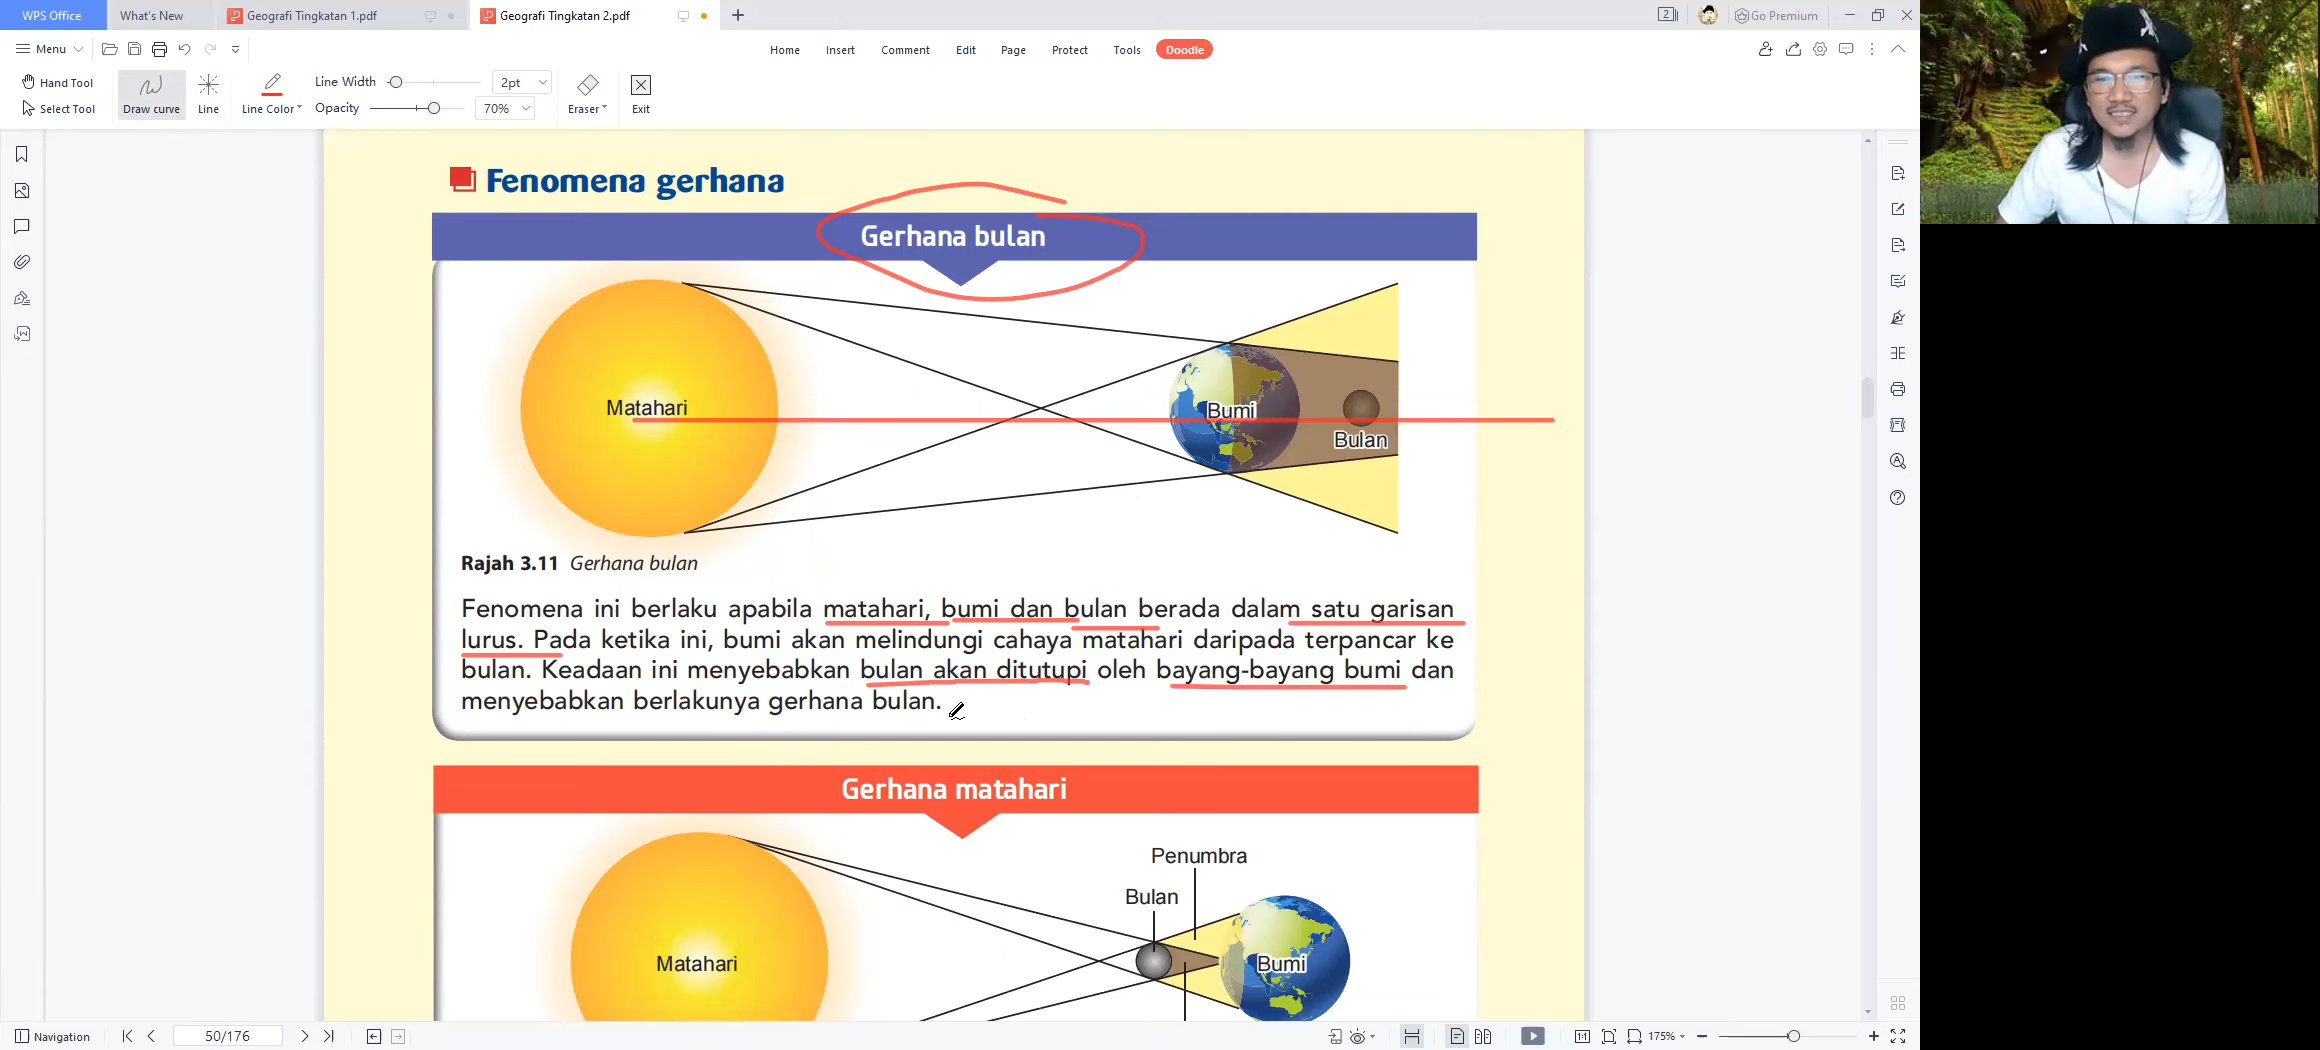 WPS Office
What's New
Geografi Tingkatan 1.pdf
Geografi Tingkatan 2.pdf
2
Go Premium
Menu
Home
Insert
Comment
Edit
Page
Protect
Tools
Doodle
Hand Tool
Select Tool
Draw curve
Line
Line Color
Line Width
2pt
Opacity
70%
Eraser
Exit
Fenomena gerhana
Gerhana bulan
Matahari
Bumi
Bulan
Rajah 3.11 Gerhana bulan
Fenomena ini berlaku apabila matahari, bumi dan bulan berada dalam satu garisan
lurus. Pada ketika ini, bumi akan melindungi cahaya matahari daripada terpancar ke
bulan. Keadaan ini menyebabkan bulan akan ditutupi oleh bayang-bayang bumi dan
menyebabkan berlakunya gerhana bulan.
Gerhana matahari
Penumbra
Bulan
Matahari
Bumi
Navigation
50/176
1:1
175%